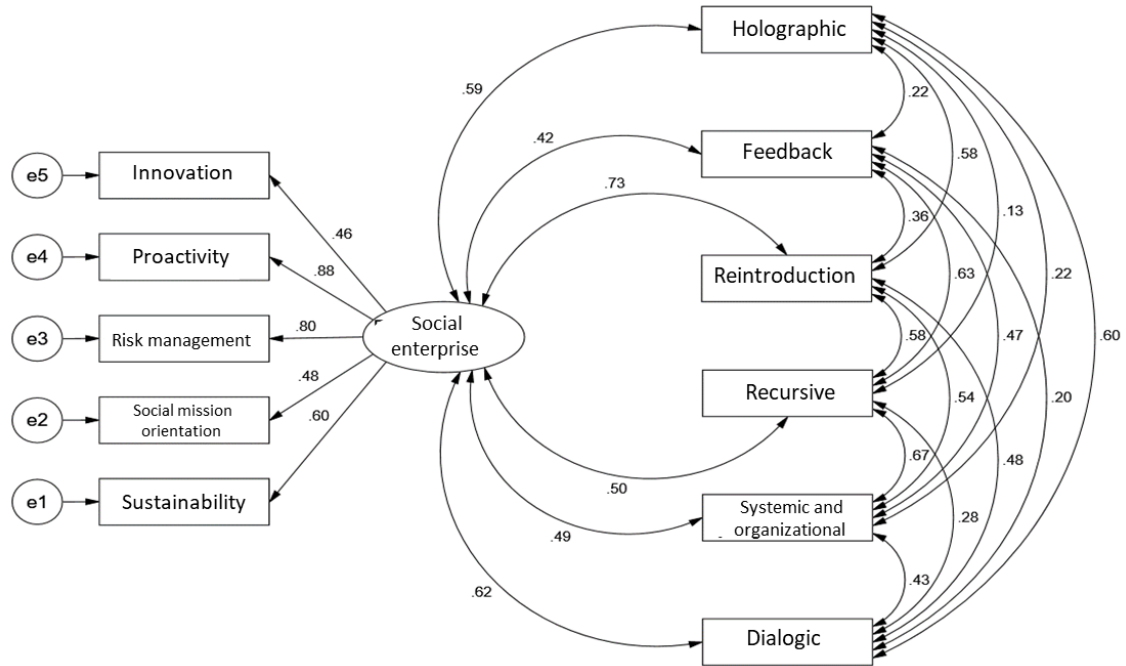 Holographic
.59
.22
.42
Feedback
.58
e5
Innovation
.73
.36
.13
.46
e4
Proactivity
.88
Reintroduction
.63
.22
e3
Risk management
.80
Social
enterprise
.58
.47
.60
.48
Recursive
.54
.20
e2
Social mission
orientation
.60
.67
.48
.50
e1
Sustainability
Systemic and
organizational
.28
.49
.43
.62
Dialogic